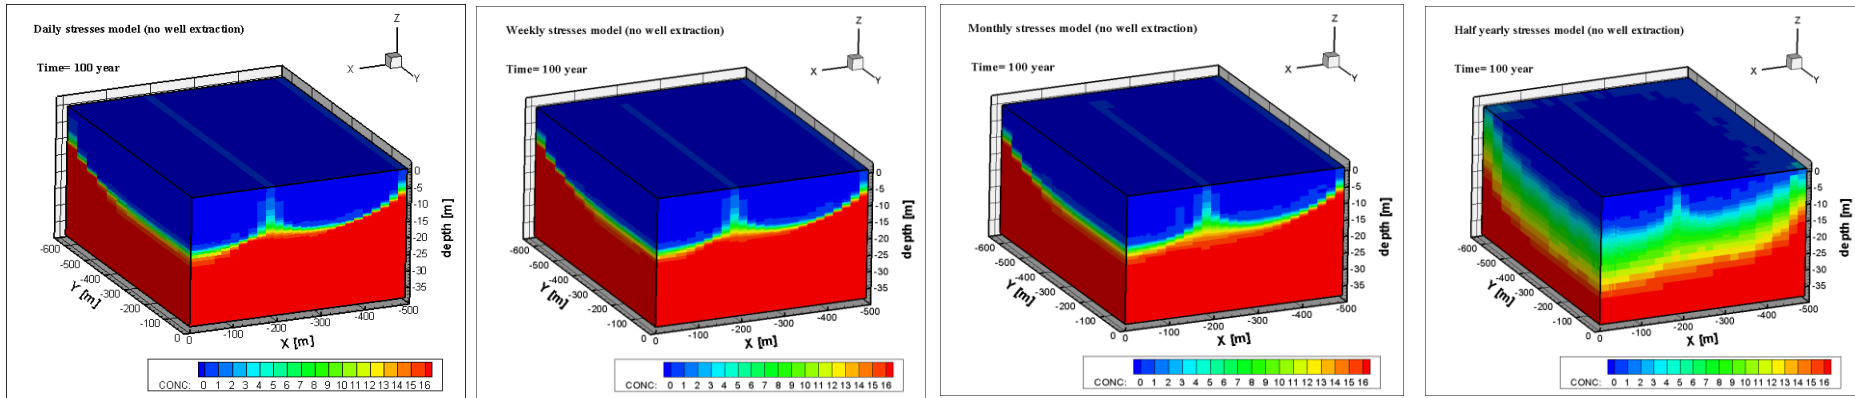 Daily stresses model (no well extraction)
Time= 100 year
Z
X
Y
0
-5
-10
-15
-20
-25
-30
-35
depth [m]
-600
-500
-400
-300
-200
-100
0
Y [m]
0
-100
-200
-300
-400
-500
X [m]
CONC: 0 1 2 3 4 5 6 7 8 9 10 11 12 13 14 15 16
Weekly stresses model (no well extraction)
Time= 100 year
Z
X
Y
0
-5
-10
-15
-20
-25
-30
-35
depth [m]
-600
-500
-400
-300
-200
-100
0
Y [m]
0
-100
-200
-300
-400
-500
X [m]
CONC: 0 1 2 3 4 5 6 7 8 9 10 11 12 13 14 15 16
Monthly stresses model (no well extraction)
Time= 100 year
Z
X
Y
0
-5
-10
-15
-20
-25
-30
-35
depth [m]
-600
-500
-400
-300
-200
-100
0
Y [m]
0
-100
-200
-300
-400
-500
X [m]
CONC: 0 1 2 3 4 5 6 7 8 9 10 11 12 13 14 15 16
Half yearly stresses model (no well extraction)
Time= 100 year
Z
X
Y
0
-5
-10
-15
-20
-25
-30
-35
depth [m]
-600
-500
-400
-300
-200
-100
0
Y [m]
0
-100
-200
-300
-400
-500
X [m]
CONC: 0 1 2 3 4 5 6 7 8 9 10 11 12 13 14 15 16